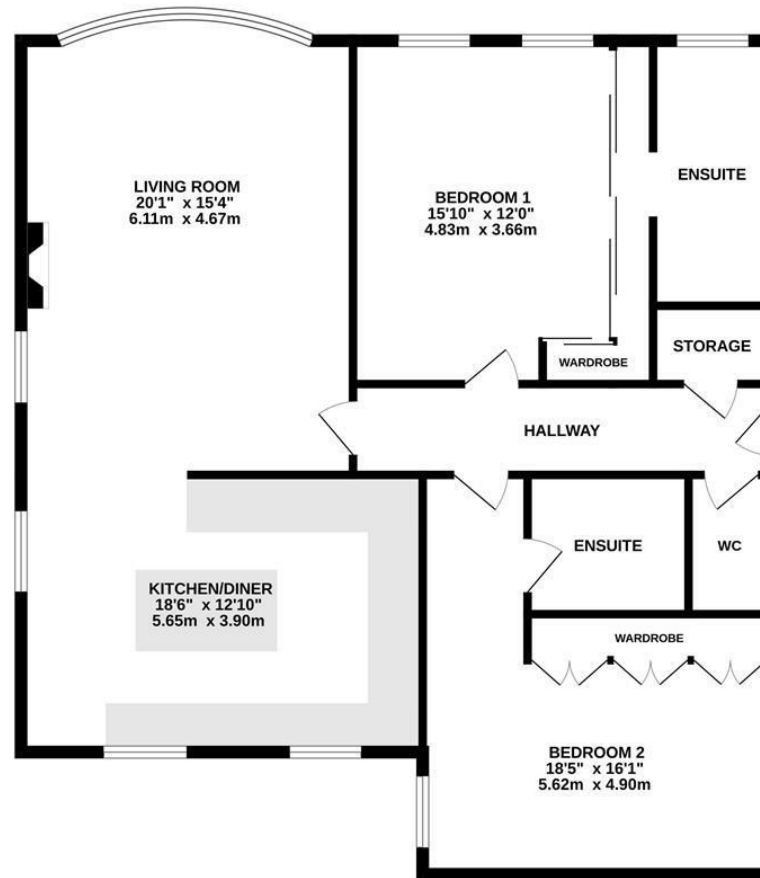 LIVING ROOM
20'1" x 15'4"
6.11m x 4.67m
BEDROOM 1
15'10" x 12'0"
4.83m x 3.66m
ENSUITE
STORAGE
WARDROBE
HALLWAY
KITCHEN/DINER
18'6" x 12'10"
5.65m x 3.90m
ENSUITE
WC
WARDROBE
BEDROOM 2
18'5" x 16'1"
5.62m x 4.90m